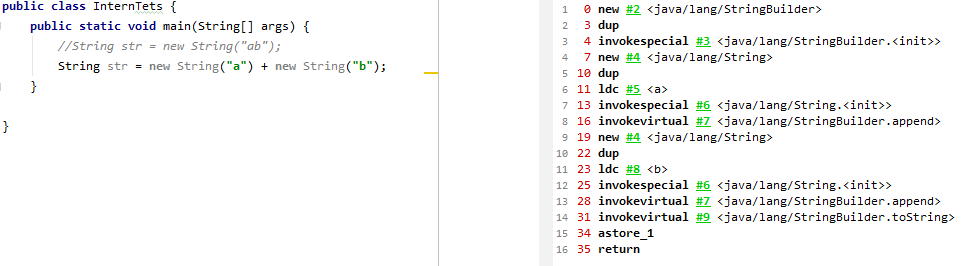 public class InternTets {
public static void main(String[] args) {
//String str = new String("ab");
String str = new String("a") + new String("b");
}
}
1 0 new #2 <java/lang/StringBuilder>
2 3 dup
3 4 invokespecial #3 <java/lang/StringBuilder.<init>>
4 7 new #4 <java/lang/String>
5 10 dup
6 11 ldc #5 <a>
7 13 invokespecial #6 <java/lang/String.<init>>
8 16 invokevirtual #7 <java/lang/StringBuilder.append>
9 19 new #4 <java/lang/String>
10 22 dup
11 23 ldc #8 <b>
12 25 invokespecial #6 <java/lang/String.<init>>
13 28 invokevirtual #7 <java/lang/StringBuilder.append>
14 31 invokevirtual #9 <java/lang/StringBuilder.toString>
15 34 astore_1
16 35 return